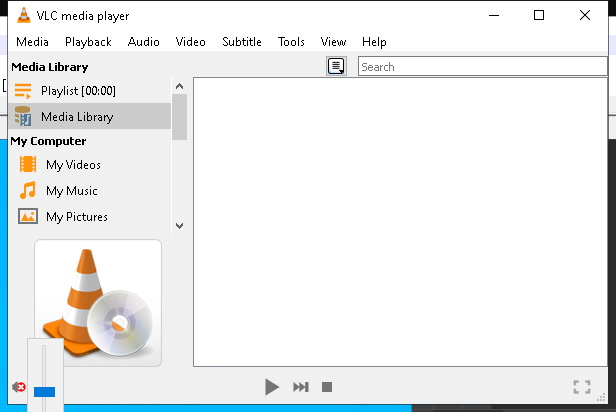 VLC media player
Media Playback Audio Video Subtitle Tools View Help
Media Library
Search
Playlist [00:00]
Media Library
My Computer
My Videos
My Music
My Pictures